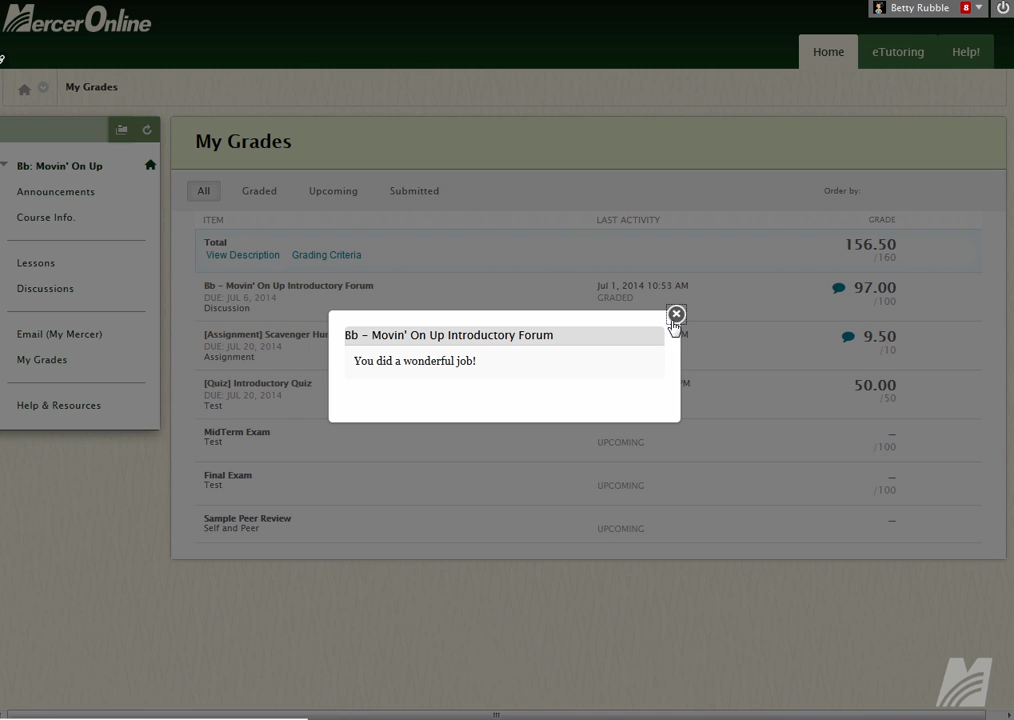 MercerOnline
Betty Rubble 8
Home eTutoring Help!
My Grades
Bb: Movin' On Up
Announcements
Course Info.
Lessons
Discussions
Email (My Mercer)
My Grades
Help & Resources
My Grades
All Graded Upcoming Submitted Order by:
ITEM LAST ACTIVITY GRADE
Total 156.50
View Description Grading Criteria /160
Bb - Movin' On Up Introductory Forum Jul 1, 2014 10:53 AM 97.00
DUE: JUL 6, 2014 GRADED /100
Discussion
[Assignment] Scavenger Hu 9.50
DUE: JUL 20, 2014 /10
Assignment
[Quiz] Introductory Quiz PM 50.00
DUE: JUL 20, 2014 /50
Test
MidTerm Exam –
Test UPCOMING /100
Final Exam –
Test UPCOMING /100
Sample Peer Review –
Self and Peer UPCOMING
Bb - Movin' On Up Introductory Forum
You did a wonderful job!